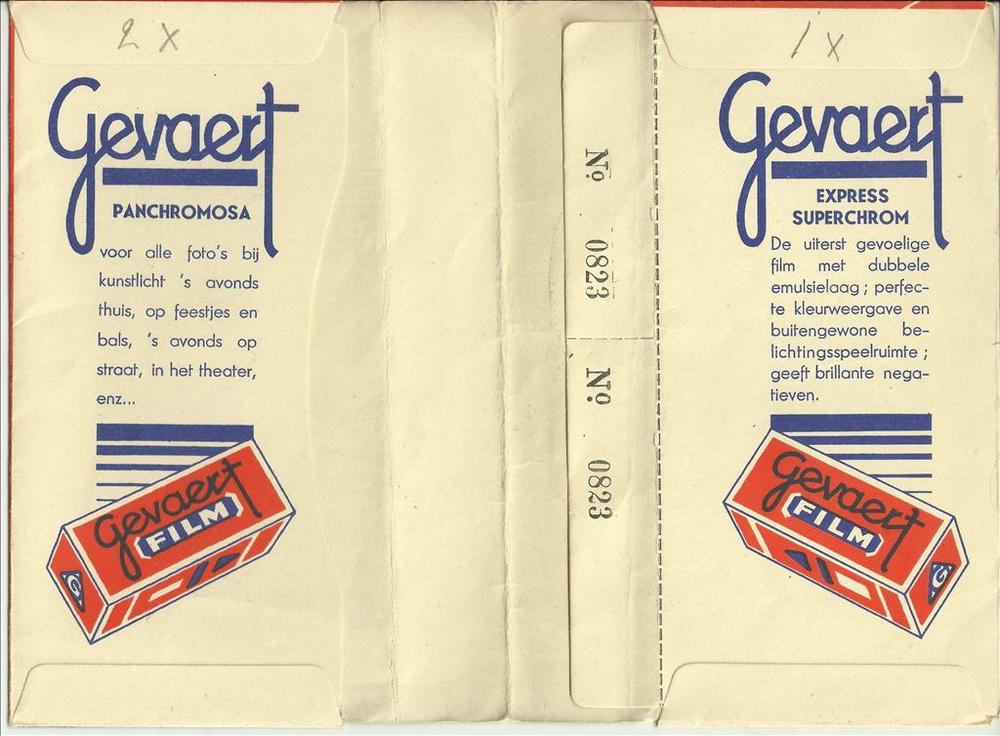 2 X
Gevaert
PANCHROMOSA
voor alle foto's bij
kunstlicht 's avonds
thuis, op feestjes en
bals, 's avonds op
straat, in het theater,
enz...
Gevaert
FILM
G
Nº 0823
Nº 0823
1 X
Gevaert
EXPRESS
SUPERCHROM
De uiterst gevoelige
film met dubbele
emulsielaag ; perfec-
te kleurweergave en
buitengewone be-
lichtingsspeelruimte ;
geeft brillante nega-
tieven.
Gevaert
FILM
G